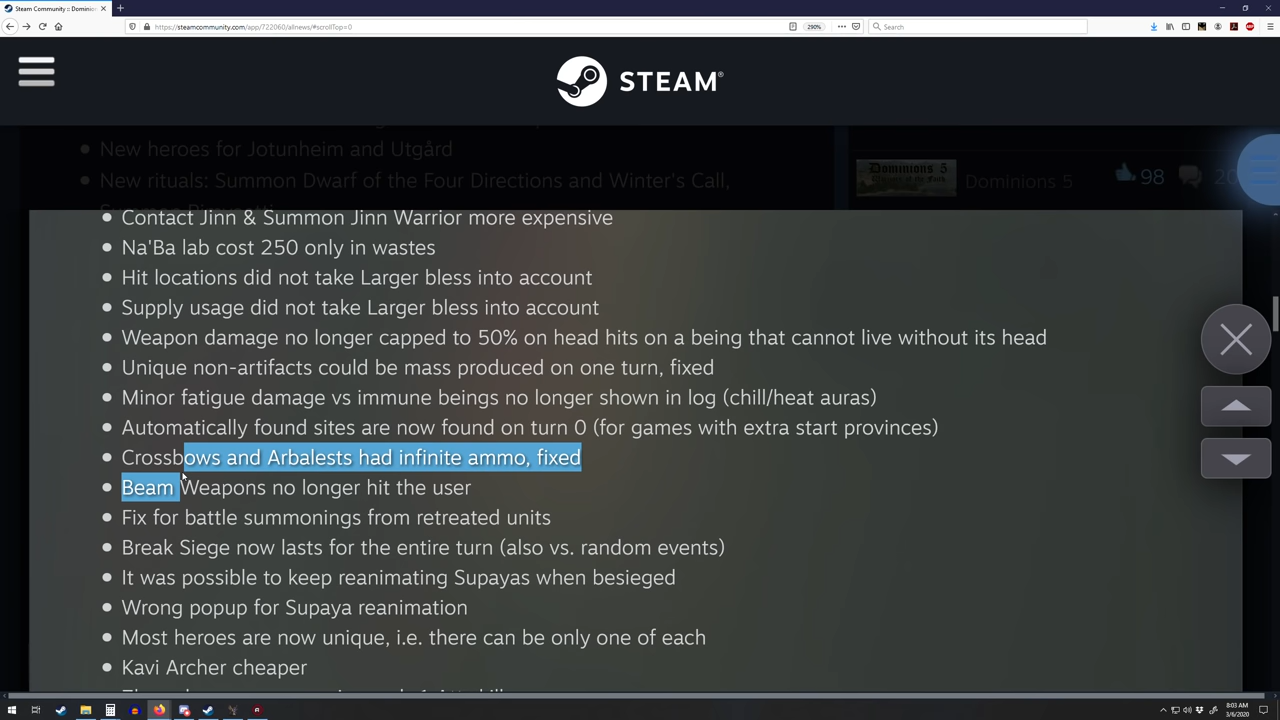 Steam Community :: Dominic
https://steamcommunity.com/app/722060/allnews/#scrollTop=0
290%
Search
STEAM®
New heroes for Jotunheim and Utgård
New rituals: Summon Dwarf of the Four Directions and Winter's Call,
Dominions 5
Dominions 5
98
Contact Jinn & Summon Jinn Warrior more expensive
Na'Ba lab cost 250 only in wastes
Hit locations did not take Larger bless into account
Supply usage did not take Larger bless into account
Weapon damage no longer capped to 50% on head hits on a being that cannot live without its head
Unique non-artifacts could be mass produced on one turn, fixed
Minor fatigue damage vs immune beings no longer shown in log (chill/heat auras)
Automatically found sites are now found on turn 0 (for games with extra start provinces)
Crossbows and Arbalests had infinite ammo, fixed
Beam Weapons no longer hit the user
Fix for battle summonings from retreated units
Break Siege now lasts for the entire turn (also vs. random events)
It was possible to keep reanimating Supayas when besieged
Wrong popup for Supaya reanimation
Most heroes are now unique, i.e. there can be only one of each
Kavi Archer cheaper
8:03 AM
3/6/2020